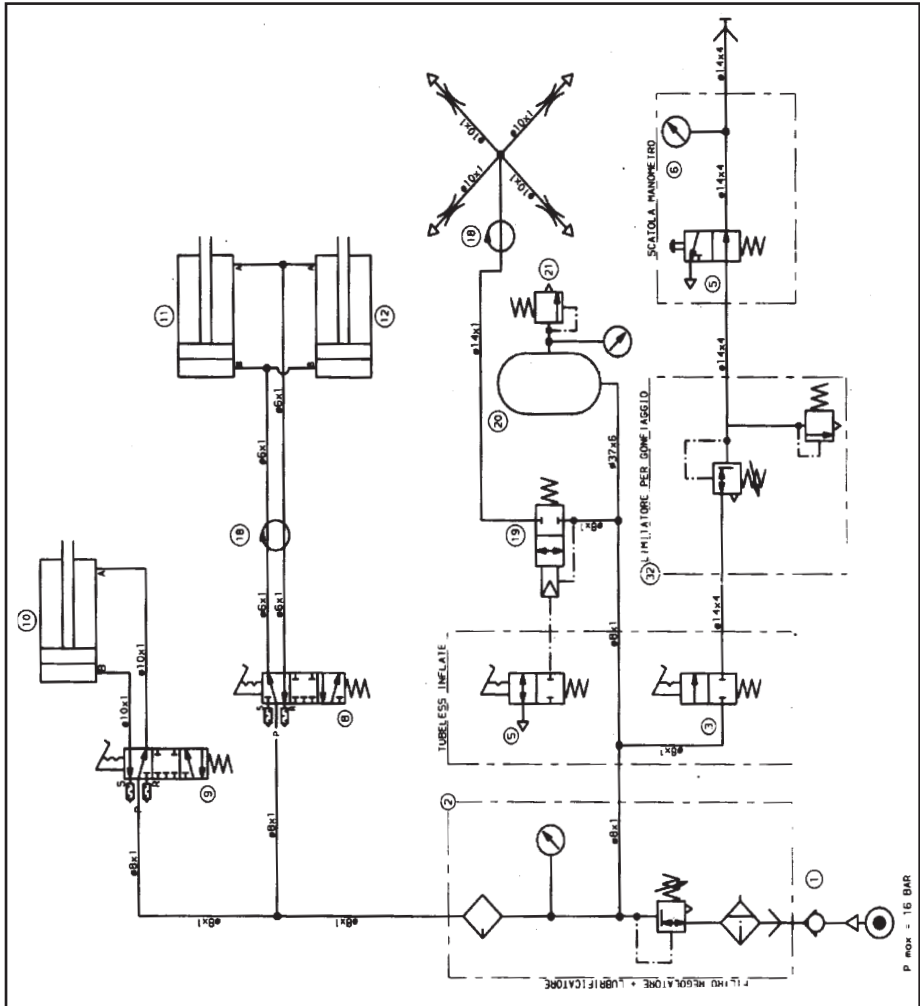 ø14x4
SCATOLA MANOMETRO
6
ø14x4
5
ø14x4
ø10x1
ø10x1
ø10x1
ø10x1
18
ø14x1
21
20
ø37x6
19
ø8x1
LIMITATORE PER GONFIAGGIO
32
ø14x4
11
A
B
A
B
12
ø6x1
ø6x1
18
ø6x1
ø6x1
10
A
B
ø10x1
ø10x1
S
R
P
8
S
R
P
9
TUBELESS INFLATE
5
3
ø8x1
ø8x1
ø8x1
ø8x1
ø8x1
ø8x1
ø8x1
2
FILTRO REGOLATORE + LUBRIFICATORE
1
P max = 16 BAR